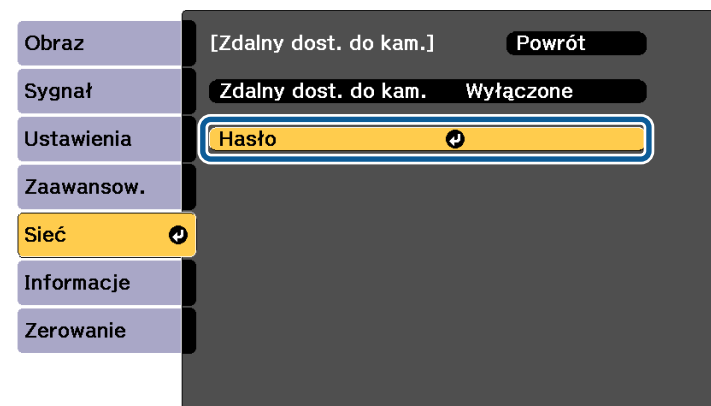 Obraz
Sygnał
Ustawienia
Zaawansow.
Sieć
Informacje
Zerowanie
[Zdalny dost. do kam.] Powrót
Zdalny dost. do kam. Wyłączone
Hasło